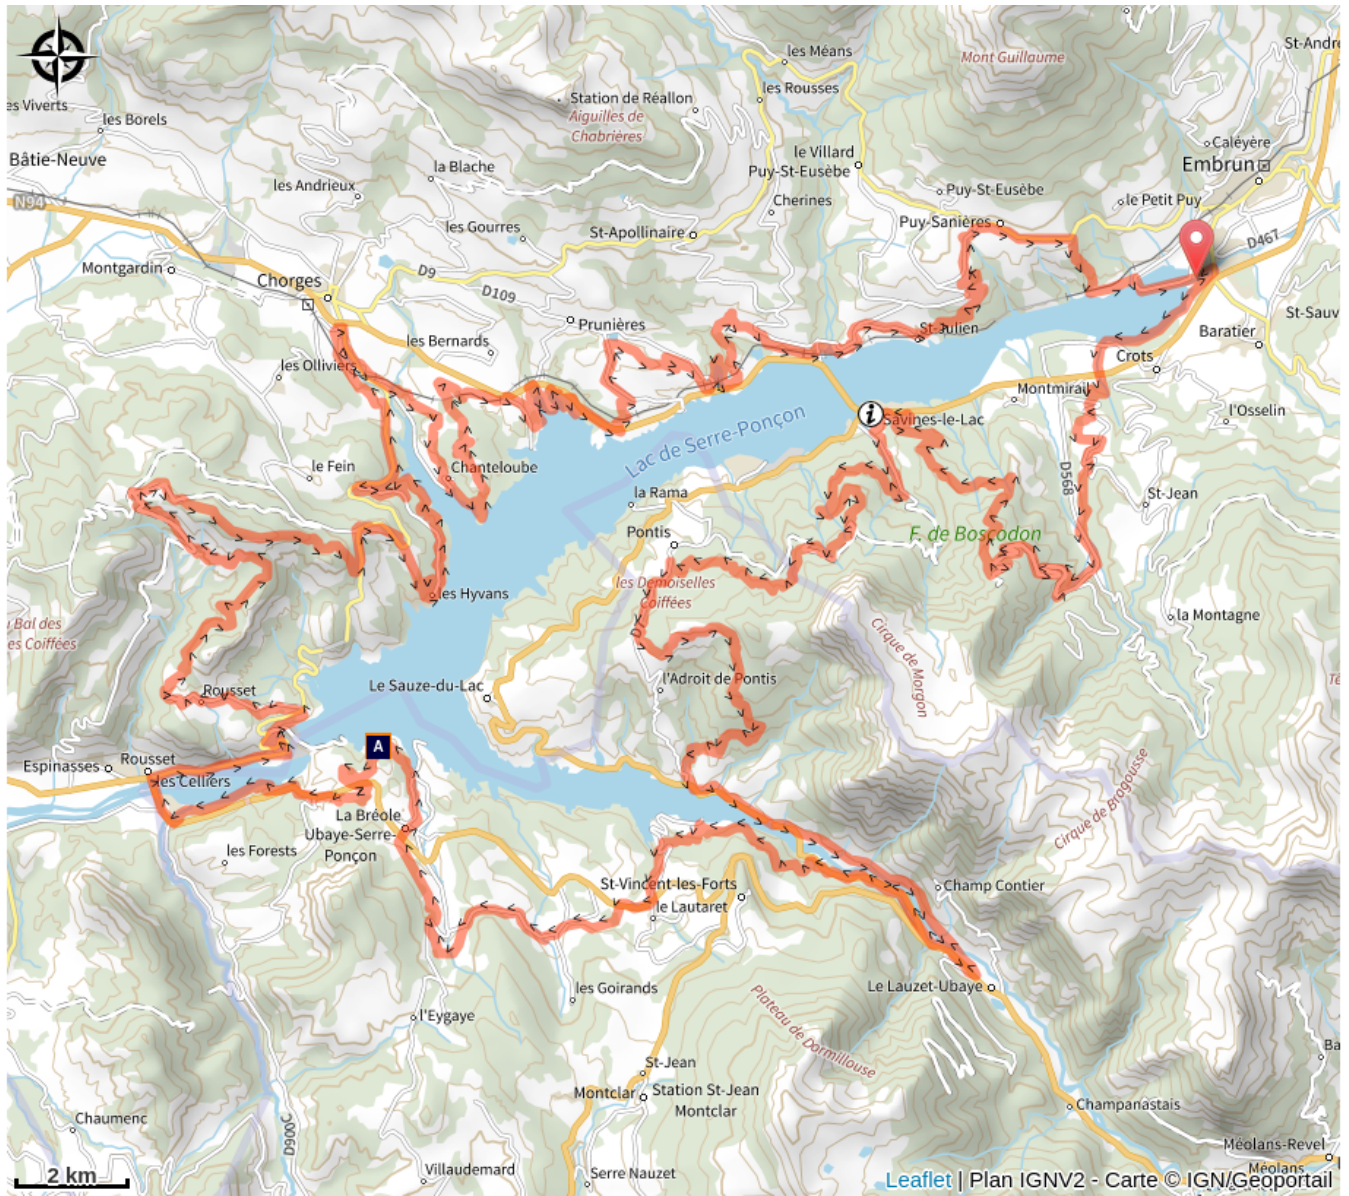 les Méans
Mont Guillaume
St-André
les Rousses
Station de Réallon
es Viverts
les Borels
Aiguilles de
Chabrières
Caléyère
Bâtie-Neuve
le Villard
Embrun
la Blache
Puy-St-Eusèbe
les Andrieux
Puy-St-Eusèbe
N94
Cherines
le Petit Puy
les Gourres
St-Apollinaire
Puy-Sanières
D467
Montgardin
D9
Chorges
D109
St-Sauv
Prunières
St-Julien
Baratier
les Bernards
Crots
les Olliviers
Montmirail
l'Osselin
i
Savines-le-Lac
Lac de Serre-Ponçon
le Fein
Chanteloube
D568
la Rama
St-Jean
Pontis
F. de Boscodon
les Demoiselles
Coiffées
les Hyvans
u Bal des
es Coiffées
la Montagne
D7
Cirque de Morgon
l'Adroit de Pontis
Le Sauze-du-Lac
Rousset
A
Espinasses
Rousset
les Celliers
Cirque de Bragousse
La Bréole
Ubaye-Serre-
Ponçon
les Forests
St-Vincent-les-Forts
Champ Contier
le Lautaret
Le Lauzet-Ubaye
les Goirands
Plateau de Dormillouse
l'Eygaye
Ba
St-Jean
Montclar
Station St-Jean
Montclar
Champanastais
Chaumenc
D900C
Méolans-Revel
Villaudemard
Serre Nauzet
Méolans
2 km
Leaflet | Plan IGNV2 - Carte © IGN/Geoportail